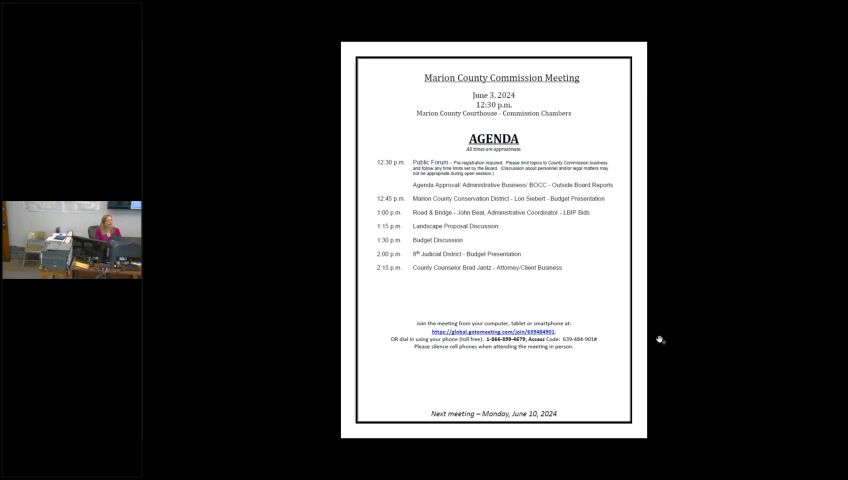 Marion County Commission Meeting
June 3, 2024
12:30 p.m.
Marion County Courthouse - Commission Chambers
AGENDA
All times are approximate
12:30 p.m. Public Forum - Pre-registration required. Please limit topics to County Commission business
and follow any time limits set by the Board. (Discussion about personnel and/or legal matters may
not be appropriate during open session.)
Agenda Approval/ Administrative Business/ BOCC - Outside Board Reports
12:45 p.m. Marion County Conservation District - Lori Siebert - Budget Presentation
1:00 p.m. Road & Bridge - John Beal, Administrative Coordinator - LBIP Bids
1:15 p.m. Landscape Proposal Discussion
1:30 p.m. Budget Discussion
2:00 p.m. 8th Judicial District - Budget Presentation
2:15 p.m. County Counselor Brad Jantz - Attorney/Client Business
Join the meeting from your computer, tablet or smartphone at:
https://global.gotomeeting.com/join/639484901.
OR dial in using your phone (toll free): 1-866-899-4679; Access Code: 639-484-901#
Please silence cell phones when attending the meeting in person.
Next meeting – Monday, June 10, 2024